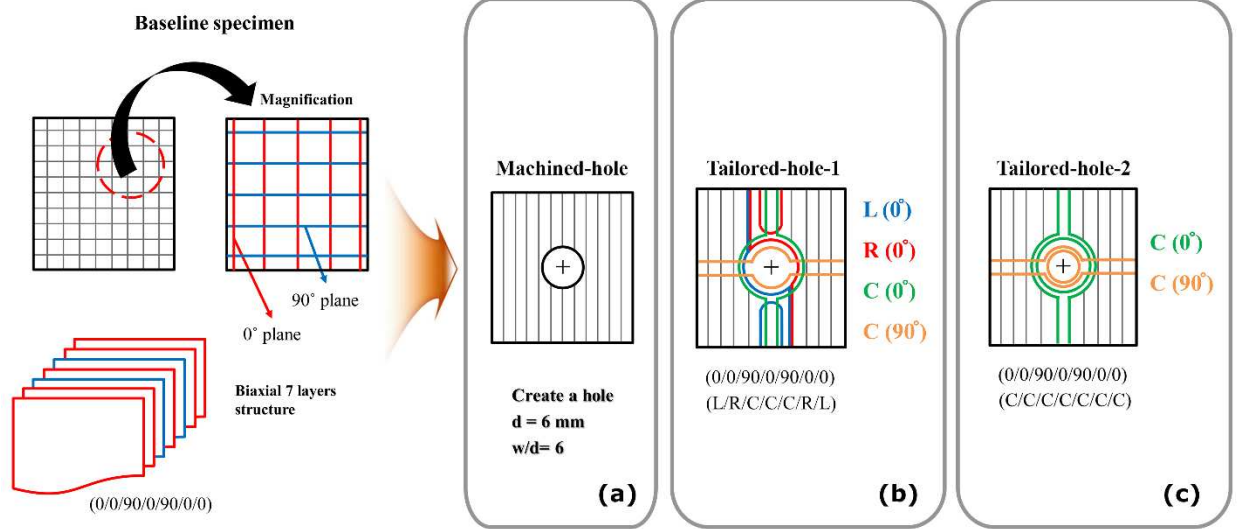 Baseline specimen
Magnification
90° plane
0° plane
Biaxial 7 layers
structure
(0/0/90/0/90/0/0)
Machined-hole
Create a hole
d = 6 mm
w/d= 6
(a)
Tailored-hole-1
L (0°)
R (0°)
C (0°)
C (90°)
(0/0/90/0/90/0/0)
(L/R/C/C/C/R/L)
(b)
Tailored-hole-2
C (0°)
C (90°)
(0/0/90/0/90/0/0)
(C/C/C/C/C/C/C)
(c)